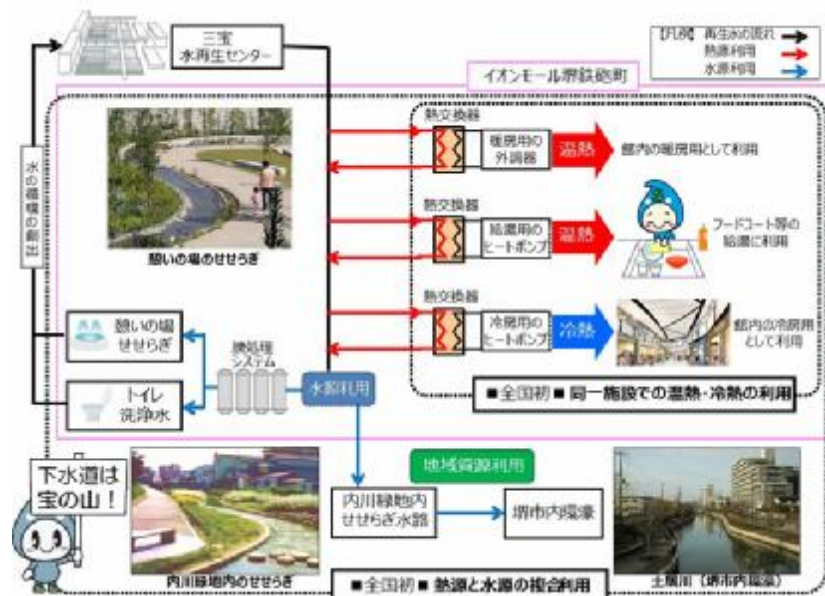 三宝
水再生センター
【凡例】 再生水の流れ
熱源利用
水源利用
イオンモール堺鉄砲町
水の循環の創出
憩いの場のせせらぎ
熱交換器
暖房用の
外調器
温熱
館内の暖房用として利用
熱交換器
給湯用の
ヒートポンプ
温熱
フードコート等の
給湯に利用
熱交換器
冷房用の
ヒートポンプ
冷熱
館内の冷房用
として利用
■全国初■ 同一施設での温熱・冷熱の利用
憩いの場
せせらぎ
トイレ
洗浄水
膜処理
システム
水源利用
下水道は
宝の山！
地域資源利用
内川緑地内
せせらぎ水路
堺市内環濠
内川緑地内のせせらぎ
土居川（堺市内環濠）
■全国初■ 熱源と水源の複合利用